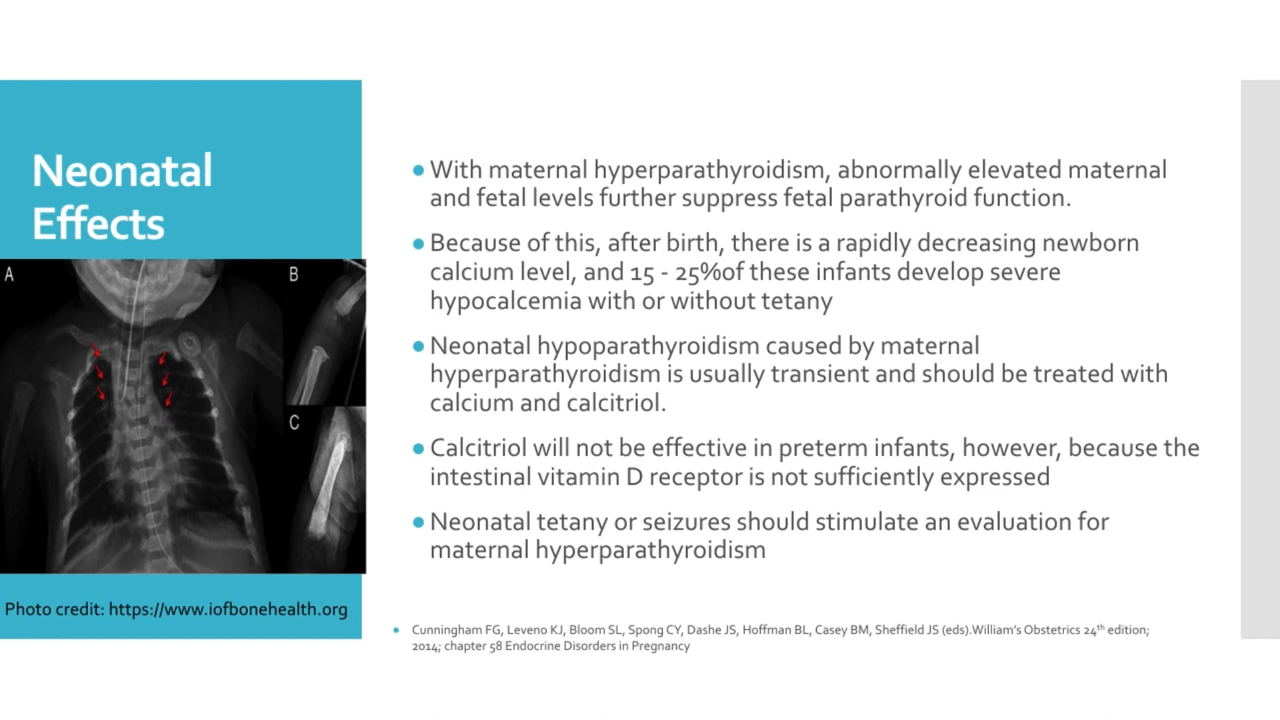 Neonatal
Effects
A
B
C
Photo credit: https://www.iofbonehealth.org
● With maternal hyperparathyroidism, abnormally elevated maternal
and fetal levels further suppress fetal parathyroid function.
● Because of this, after birth, there is a rapidly decreasing newborn
calcium level, and 15 - 25%of these infants develop severe
hypocalcemia with or without tetany
● Neonatal hypoparathyroidism caused by maternal
hyperparathyroidism is usually transient and should be treated with
calcium and calcitriol.
● Calcitriol will not be effective in preterm infants, however, because the
intestinal vitamin D receptor is not sufficiently expressed
● Neonatal tetany or seizures should stimulate an evaluation for
maternal hyperparathyroidism
● Cunningham FG, Leveno KJ, Bloom SL, Spong CY, Dashe JS, Hoffman BL, Casey BM, Sheffield JS (eds).William's Obstetrics 24th edition;
2014; chapter 58 Endocrine Disorders in Pregnancy